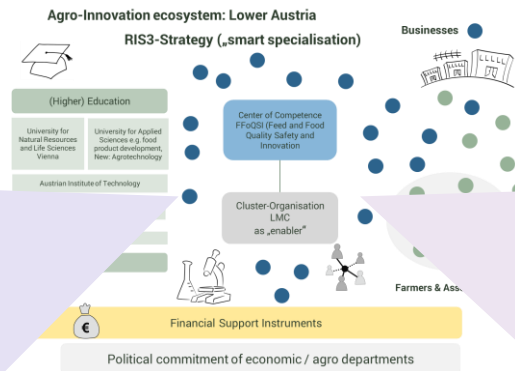 Agro-Innovation ecosystem: Lower Austria
RIS3-Strategy („smart specialisation)
Businesses
(Higher) Education
University for
Natural Resources
and Life Sciences
Vienna
University for Applied
Sciences e.g. food
product development,
New: Agrotechnology
Austrian Institute of Technology
Center of Competence
FFoQSI (Feed and Food
Quality Safety and
Innovation
Cluster-Organisation
LMC
as „enabler"
Farmers &
€
Financial Support Instruments
Political commitment of economic / agro departments